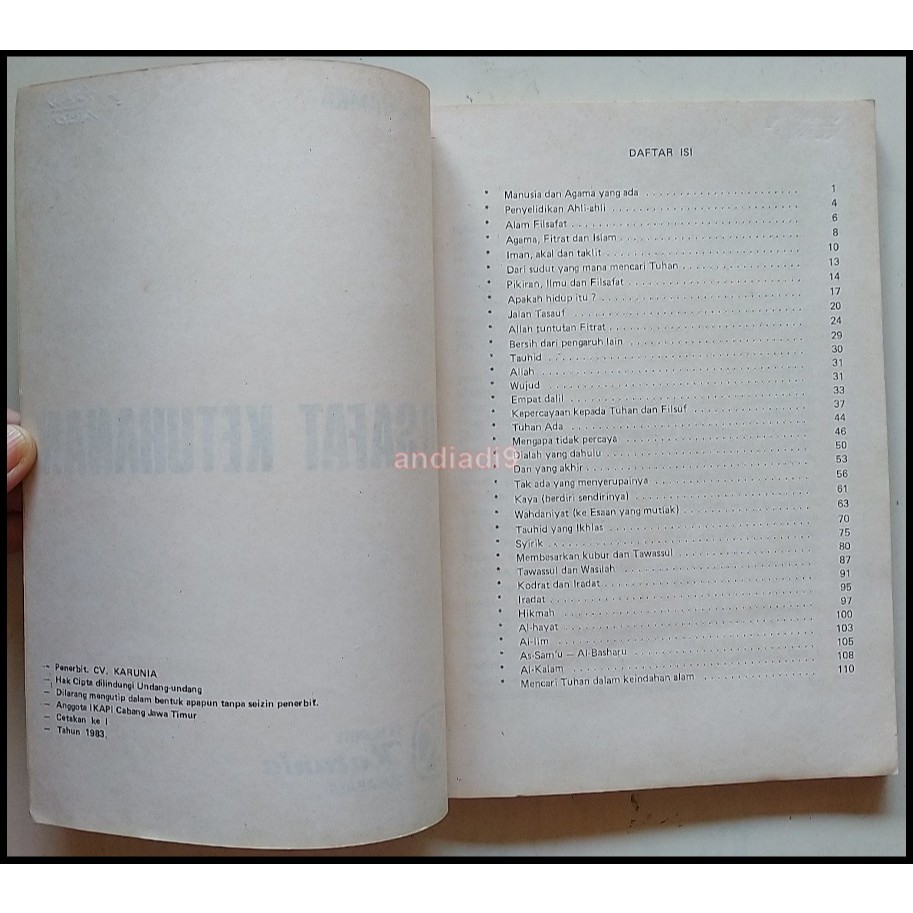 — Penerbit. CV. KARUNIA
— Hak Cipta dilindungi Undang-undang
— Dilarang mengutip dalam bentuk apapun tanpa seizin penerbit.
— Anggota IKAPI Cabang Jawa Timur
— Cetakan ke I
— Tahun 1983.
DAFTAR ISI
* Manusia dan Agama yang ada . . . . . . . . . . 1
* Penyelidikan Ahli-ahli . . . . . . . . . . 4
* Alam Filsafat . . . . . . . . . . 6
* Agama, Fitrat dan Islam . . . . . . . . . . 8
* Iman, akal dan taklit . . . . . . . . . . 10
* Dari sudut yang mana mencari Tuhan . . . . . . . . . . 13
* Pikiran, Ilmu dan Filsafat . . . . . . . . . . 14
* Apakah hidup itu ? . . . . . . . . . . 17
* Jalan Tasauf . . . . . . . . . . 20
* Allah tuntutan Fitrat . . . . . . . . . . 24
* Bersih dari pengaruh lain . . . . . . . . . . 29
* Tauhid . . . . . . . . . . 30
* Allah . . . . . . . . . . 31
* Wujud . . . . . . . . . . 31
* Empat dalil . . . . . . . . . . 33
* Kepercayaan kepada Tuhan dan Filsuf . . . . . . . . . . 37
* Tuhan Ada . . . . . . . . . . 44
* Mengapa tidak percaya . . . . . . . . . . 46
* Dialah yang dahulu . . . . . . . . . . 50
* Dan yang akhir . . . . . . . . . . 53
* Tak ada yang menyerupainya . . . . . . . . . . 56
* Kaya (berdiri sendirinya) . . . . . . . . . . 61
* Wahdaniyat (ke Esaan yang mutlak) . . . . . . . . . . 63
* Tauhid yang Ikhlas . . . . . . . . . . 70
* Syirik . . . . . . . . . . 75
* Membesarkan kubur dan Tawassul . . . . . . . . . . 80
* Tawassul dan Wasilah . . . . . . . . . . 87
* Kodrat dan Iradat . . . . . . . . . . 91
* Iradat . . . . . . . . . . 95
* Hikmah . . . . . . . . . . 97
* Al-hayat . . . . . . . . . . 100
* Al-ilm . . . . . . . . . . 103
* As-Sam'u — Al-Basharu . . . . . . . . . . 105
* Al-Kalam . . . . . . . . . . 108
* Mencari Tuhan dalam keindahan alam . . . . . . . . . . 110
andiadi9